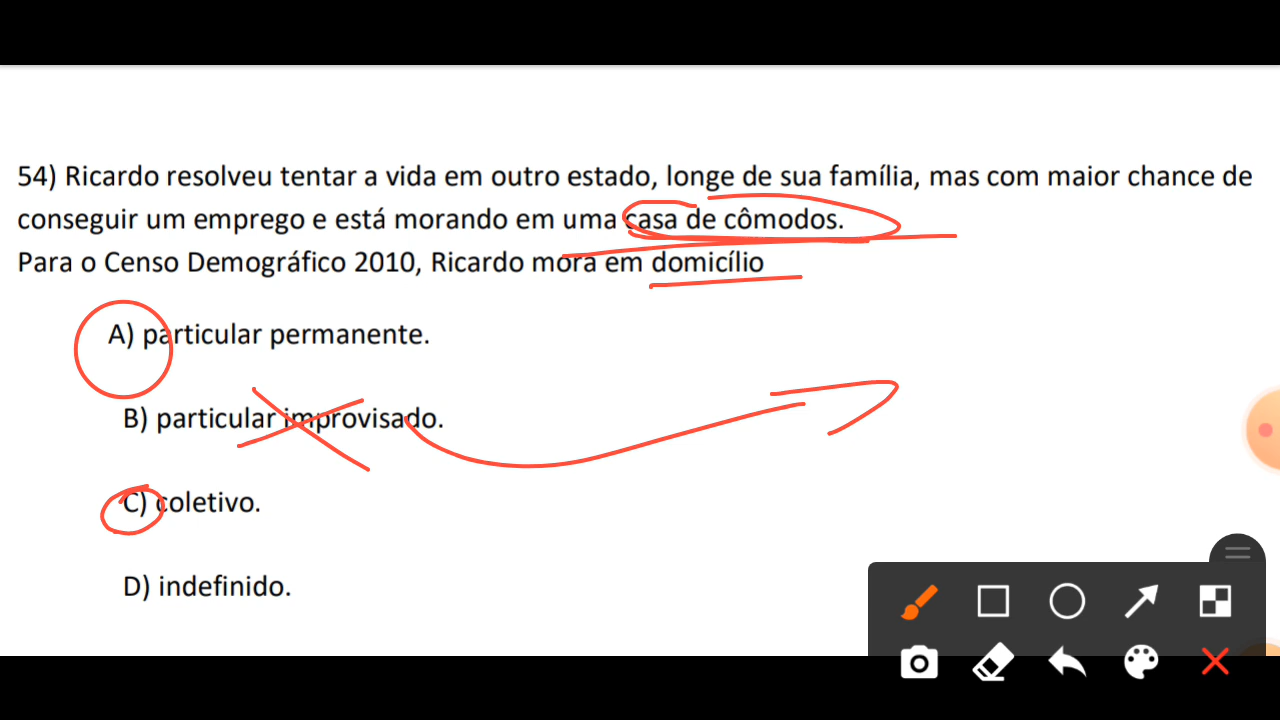 54) Ricardo resolveu tentar a vida em outro estado, longe de sua família, mas com maior chance de
conseguir um emprego e está morando em uma casa de cômodos.
Para o Censo Demográfico 2010, Ricardo mora em domicílio
A) particular permanente.
B) particular improvisado.
C) coletivo.
D) indefinido.